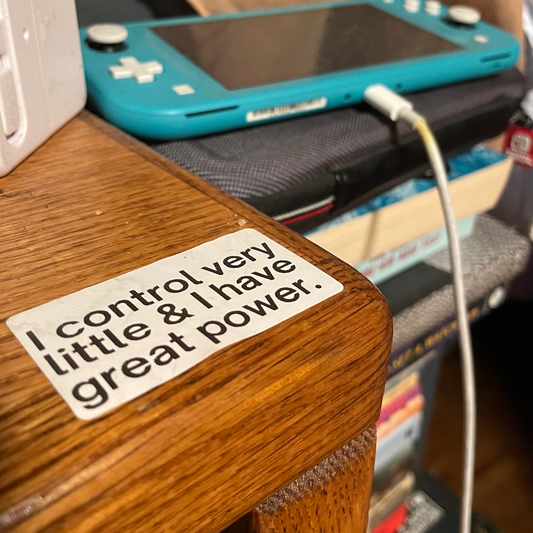 I control very
little & I have
great power.